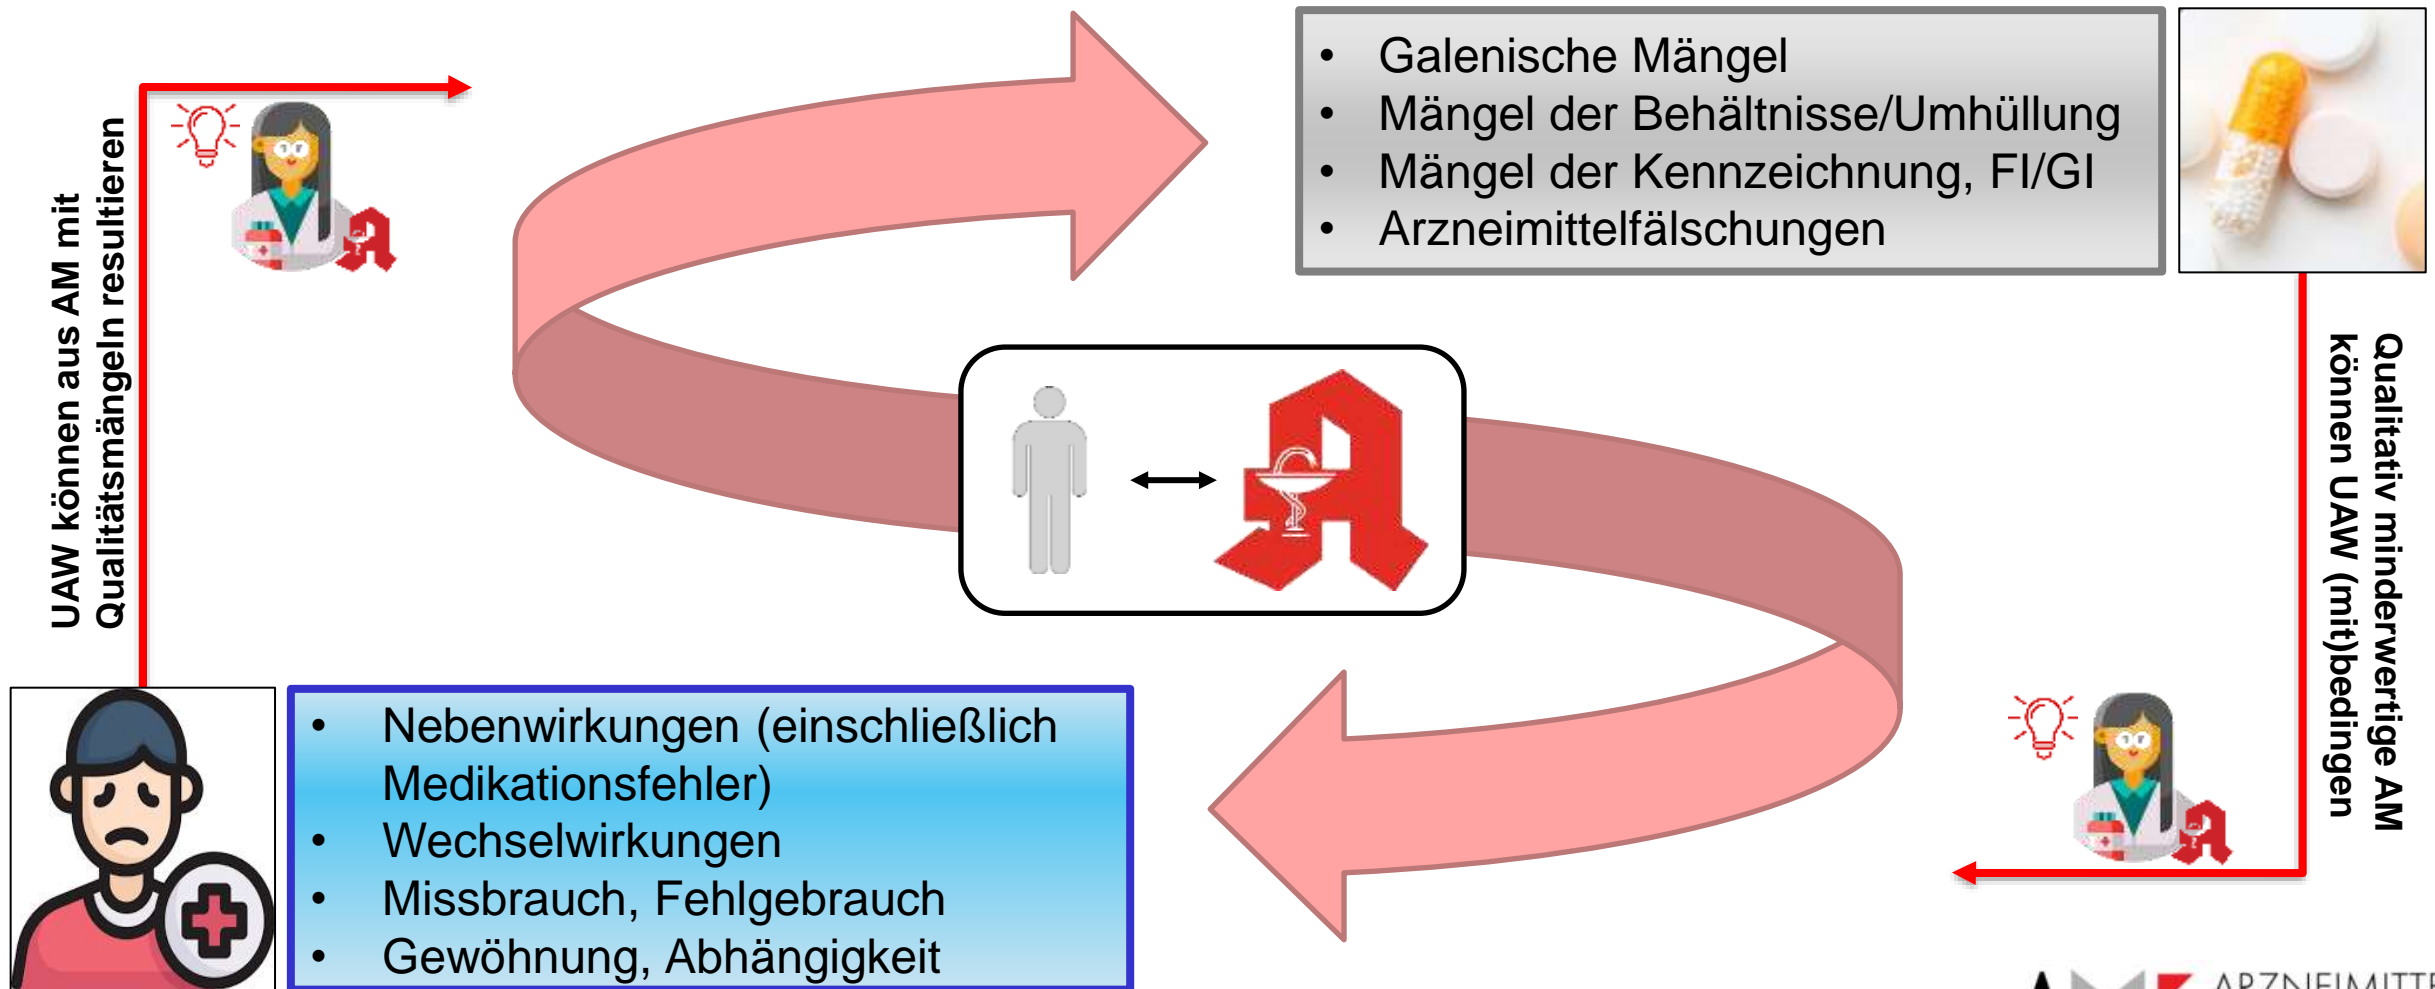 UAW können aus AM mit
Qualitätsmängeln resultieren
• Galenische Mängel
• Mängel der Behältnisse/Umhüllung
• Mängel der Kennzeichnung, FI/GI
• Arzneimittelfälschungen
Qualitativ minderwertige AM
können UAW (mit)bedingen
• Nebenwirkungen (einschließlich
Medikationsfehler)
• Wechselwirkungen
• Missbrauch, Fehlgebrauch
• Gewöhnung, Abhängigkeit